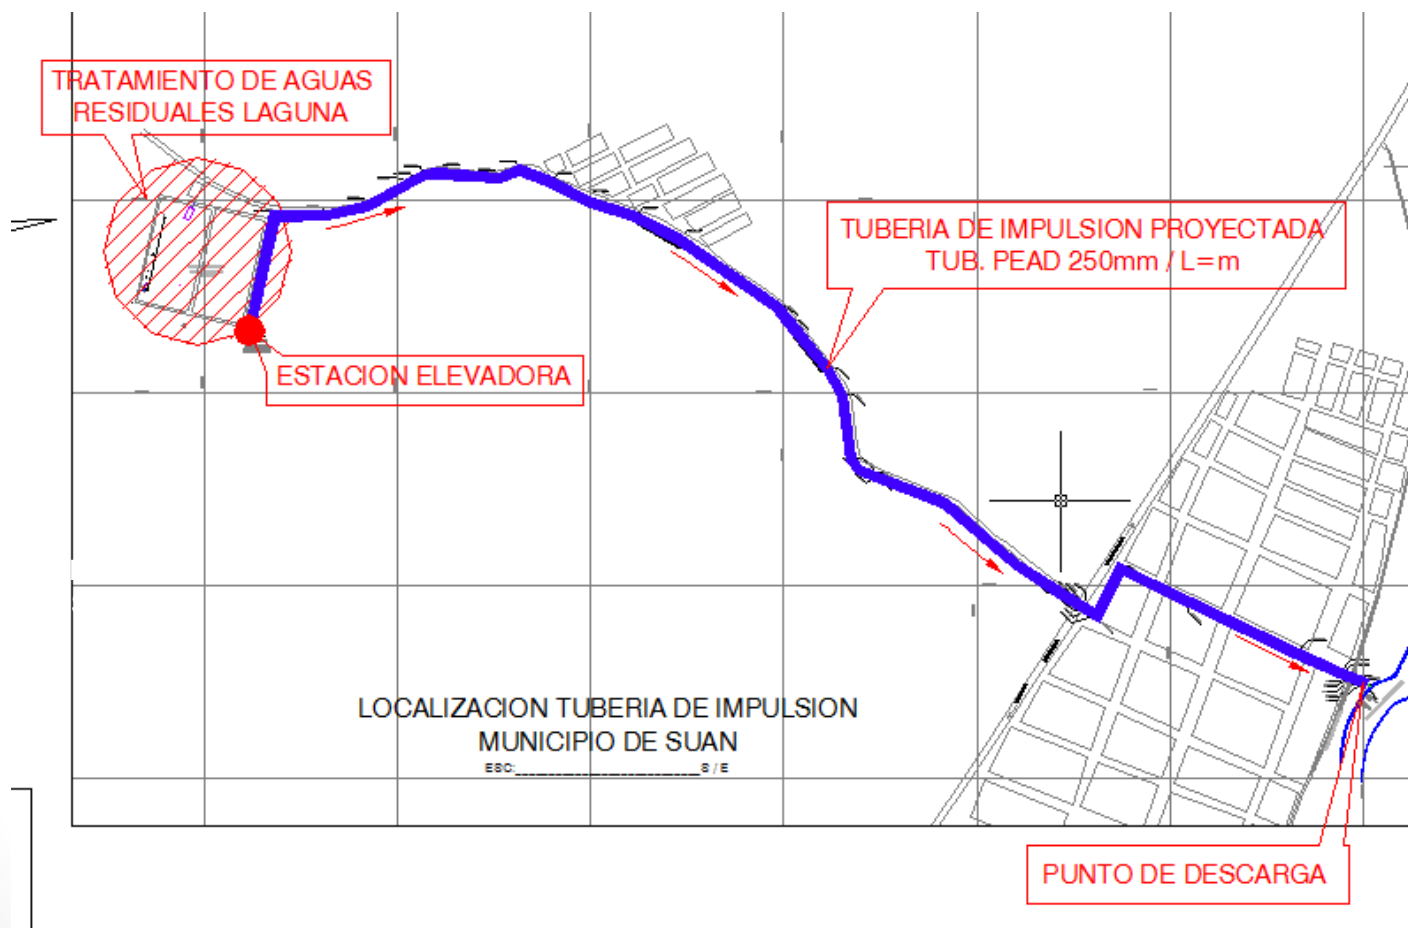 TRATAMIENTO DE AGUAS
RESIDUALES LAGUNA
TUBERIA DE IMPULSION PROYECTADA
TUB. PEAD 250mm / L=m
ESTACION ELEVADORA
LOCALIZACION TUBERIA DE IMPULSION
MUNICIPIO DE SUAN
ESC:__________________________S / E
PUNTO DE DESCARGA